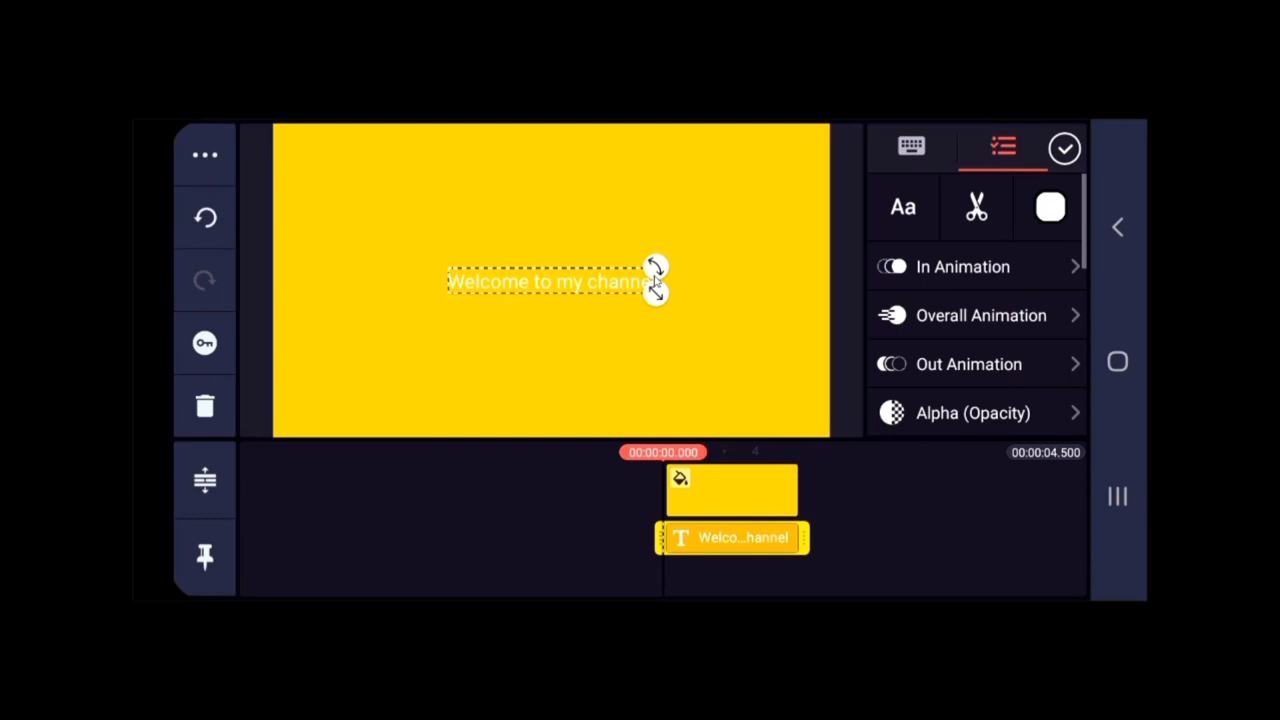 Aa
In Animation
Welcome to my channe
Overall Animation
Out Animation
Alpha (Opacity)
00:00:00.000
4
00:00:04.500
T Welco...hannel